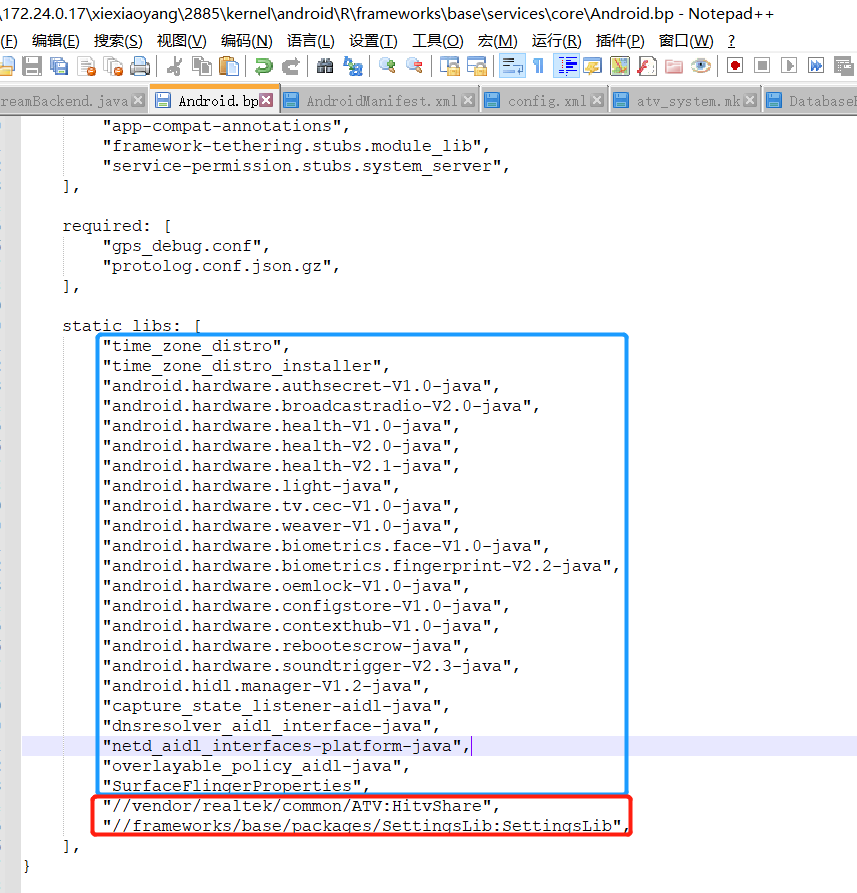 \172.24.0.17\xiexiaoyang\2885\kernel\android\R\frameworks\base\services\core\Android.bp - Notepad++
(F) 编辑(E) 搜索(S) 视图(V) 编码(N) 语言(L) 设置(T) 工具(O) 宏(M) 运行(R) 插件(P) 窗口(W) ?
reamBackend.java Android.bp AndroidManifest.xml config.xml atv_system.mk
"app-compat-annotations",
"framework-tethering.stubs.module_lib",
"service-permission.stubs.system_server",
],
required: [
"gps_debug.conf",
"protolog.conf.json.gz",
],
static_libs: [
"time_zone_distro",
"time_zone_distro_installer",
"android.hardware.authsecret-V1.0-java",
"android.hardware.broadcastradio-V2.0-java",
"android.hardware.health-V1.0-java",
"android.hardware.health-V2.0-java",
"android.hardware.health-V2.1-java",
"android.hardware.light-java",
"android.hardware.tv.cec-V1.0-java",
"android.hardware.weaver-V1.0-java",
"android.hardware.biometrics.face-V1.0-java",
"android.hardware.biometrics.fingerprint-V2.2-java",
"android.hardware.oemlock-V1.0-java",
"android.hardware.configstore-V1.0-java",
"android.hardware.contexthub-V1.0-java",
"android.hardware.rebootescrow-java",
"android.hardware.soundtrigger-V2.3-java",
"android.hidl.manager-V1.2-java",
"capture_state_listener-aidl-java",
"dnsresolver_aidl_interface-java",
"netd_aidl_interfaces-platform-java",
"overlayable_policy_aidl-java",
"SurfaceFlingerProperties",
"//vendor/realtek/common/ATV:HitvShare",
"//frameworks/base/packages/SettingsLib:SettingsLib",
],
}